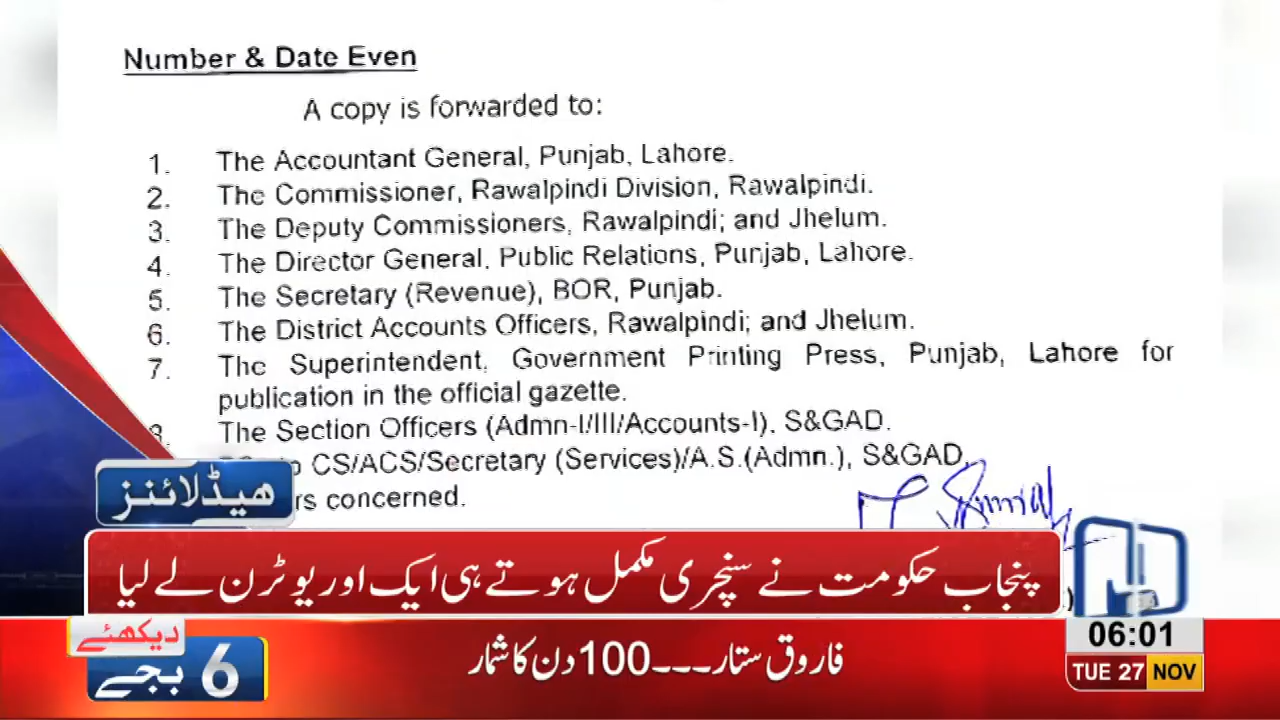 Number & Date Even
A copy is forwarded to:
1. The Accountant General, Punjab, Lahore.
2. The Commissioner, Rawalpindi Division, Rawalpindi.
3. The Deputy Commissioners, Rawalpindi; and Jhelum.
4. The Director General, Public Relations, Punjab, Lahore.
5. The Secretary (Revenue), BOR, Punjab.
6. The District Accounts Officers, Rawalpindi; and Jhelum.
7. The Superintendent, Government Printing Press, Punjab, Lahore for
publication in the official gazette.
8. The Section Officers (Admn-I/III/Accounts-I), S&GAD.
CS/ACS/Secretary (Services)/A.S.(Admn.), S&GAD
concerned.
ہیڈلائنز
پنجاب حکومت نے سنچری مکمل ہوتے ہی ایک اور یوٹرن لے لیا
دیکھئے
6 بجے
فاروق ستار۔۔۔100 دن کا شمار
06:01
TUE 27 NOV